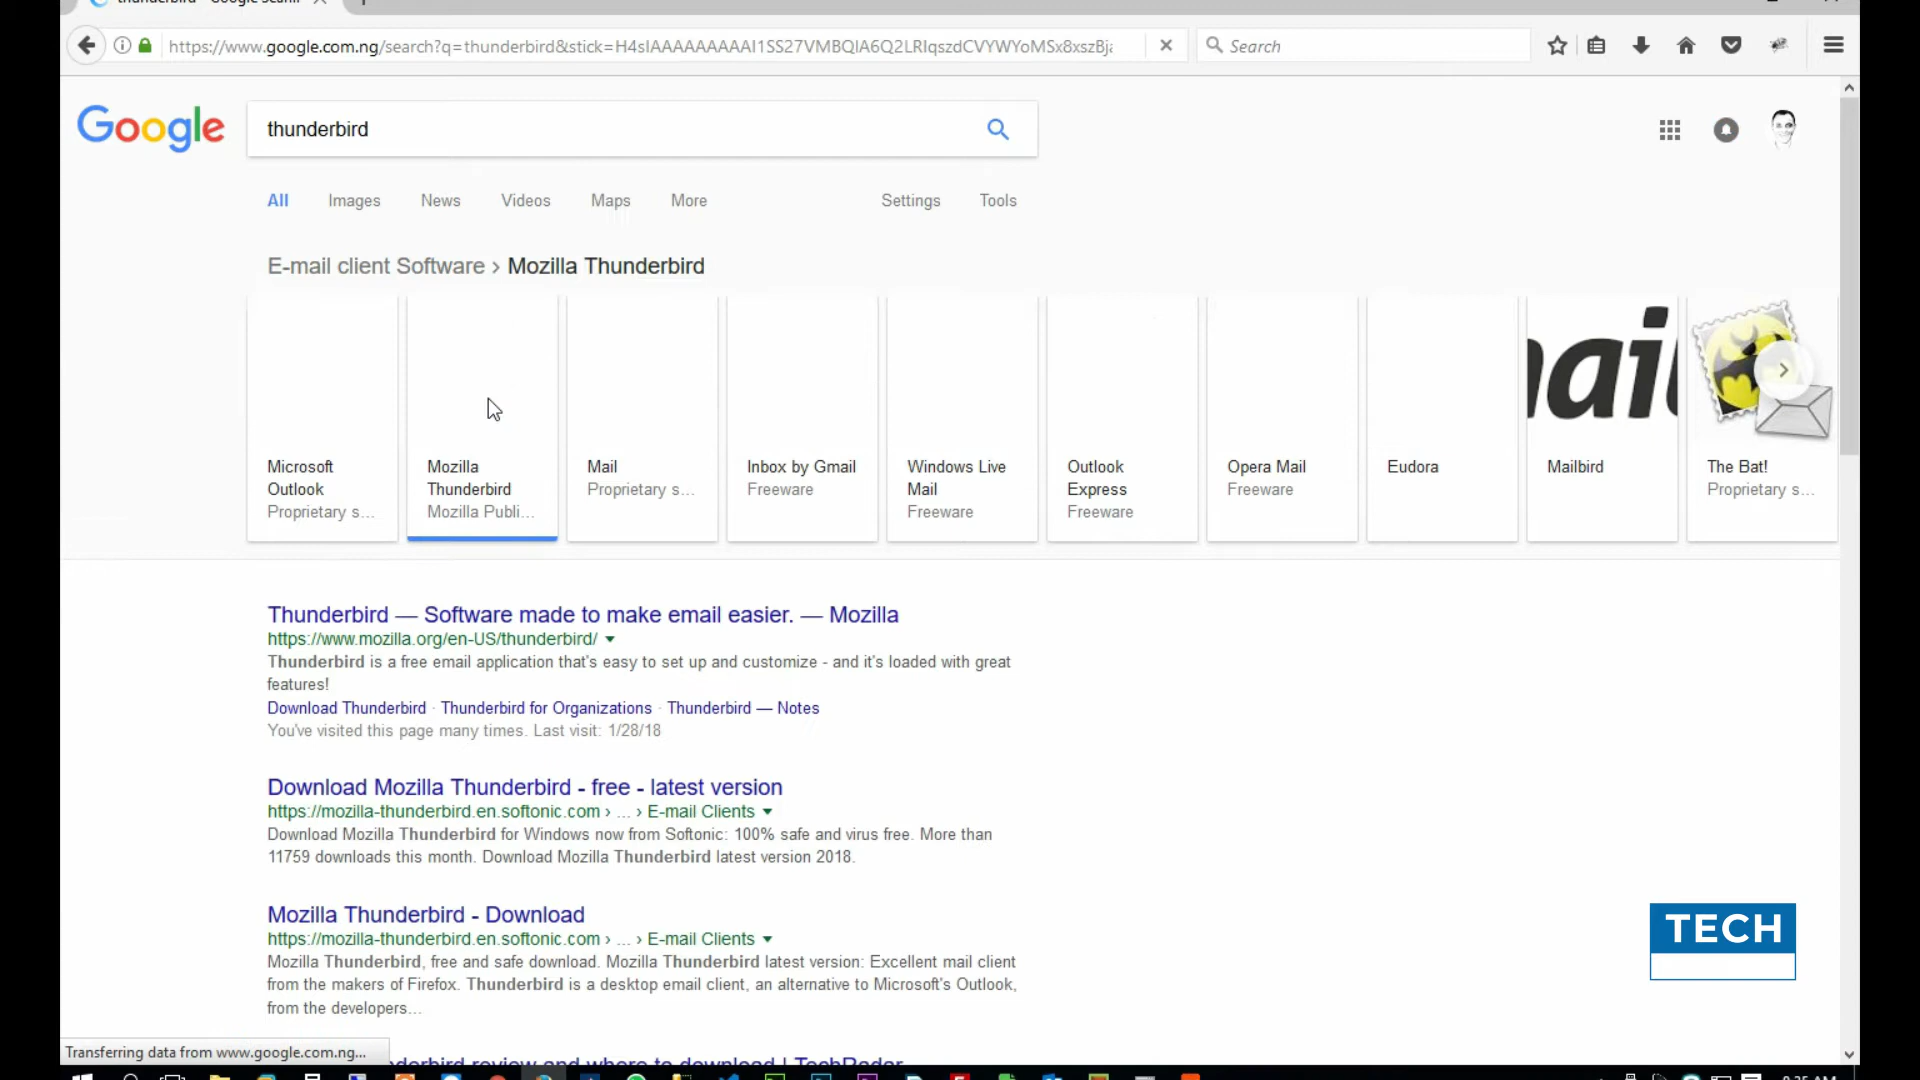 https://www.google.com.ng/search?q=thunderbird&stick=
Search
Google
thunderbird
All Images News Videos Maps More Settings Tools
E-mail client Software › Mozilla Thunderbird
Microsoft Outlook
Proprietary s...
Mozilla Thunderbird
Mozilla Publi...
Mail
Proprietary s...
Inbox by Gmail
Freeware
Windows Live Mail
Freeware
Outlook Express
Freeware
Opera Mail
Freeware
Eudora
Mailbird
The Bat!
Proprietary s...
Thunderbird — Software made to make email easier. — Mozilla
https://www.mozilla.org/en-US/thunderbird/
Thunderbird is a free email application that's easy to set up and customize - and it's loaded with great
features!
Download Thunderbird · Thunderbird for Organizations · Thunderbird — Notes
You've visited this page many times. Last visit: 1/28/18
Download Mozilla Thunderbird - free - latest version
https://mozilla-thunderbird.en.softonic.com › ... › E-mail Clients
Download Mozilla Thunderbird for Windows now from Softonic: 100% safe and virus free. More than
11759 downloads this month. Download Mozilla Thunderbird latest version 2018.
Mozilla Thunderbird - Download
https://mozilla-thunderbird.en.softonic.com › ... › E-mail Clients
Mozilla Thunderbird, free and safe download. Mozilla Thunderbird latest version: Excellent mail client
from the makers of Firefox. Thunderbird is a desktop email client, an alternative to Microsoft's Outlook,
from the developers...
TECH
Transferring data from www.google.com.ng...
review and where to download | TechRadar